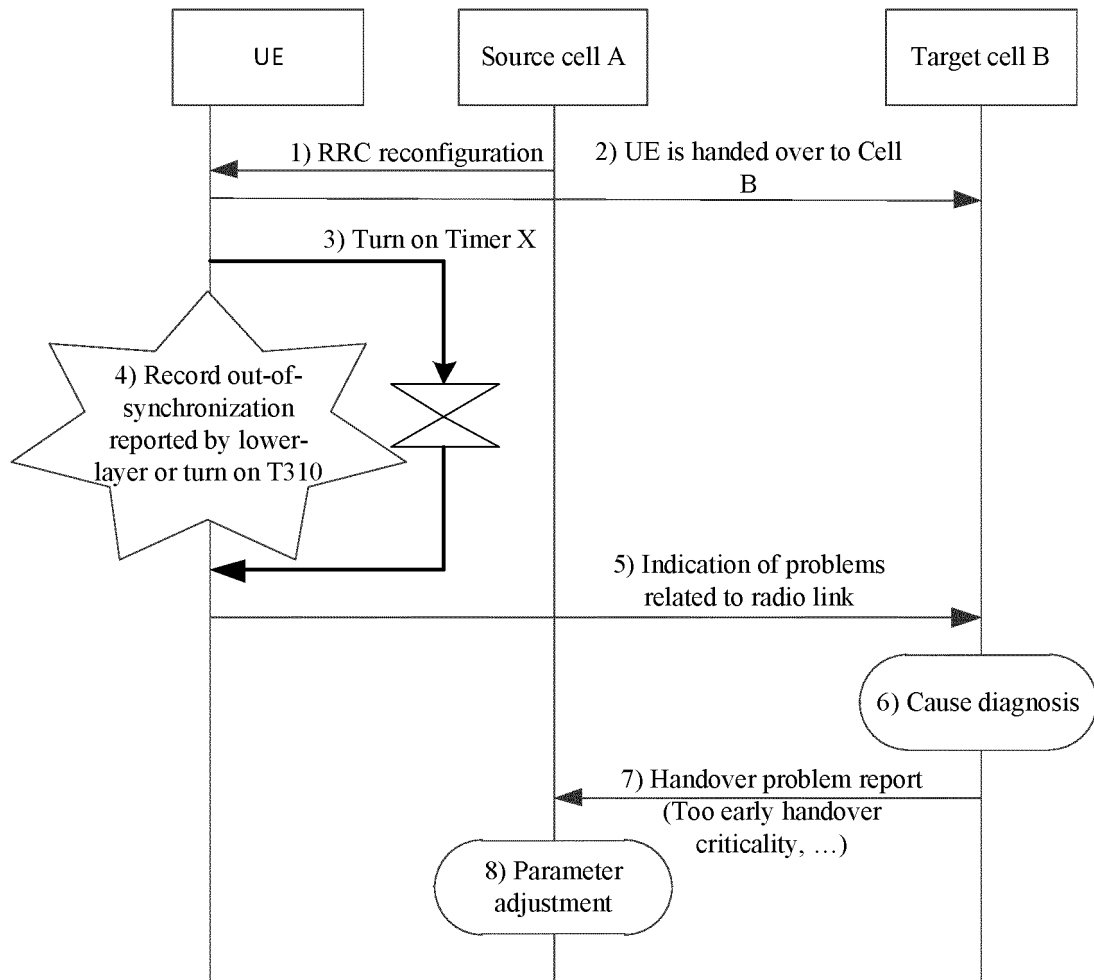 UE
Source cell A
Target cell B
1) RRC reconfiguration
2) UE is handed over to Cell
B
3) Turn on Timer X
4) Record out-of-
synchronization
reported by lower-
layer or turn on T310
5) Indication of problems
related to radio link
6) Cause diagnosis
7) Handover problem report
(Too early handover
criticality, …)
8) Parameter
adjustment